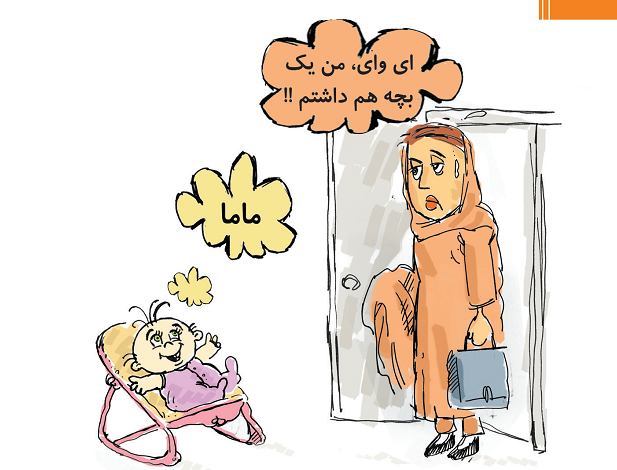 ای وای، من یک
بچه هم داشتم !!
ماما